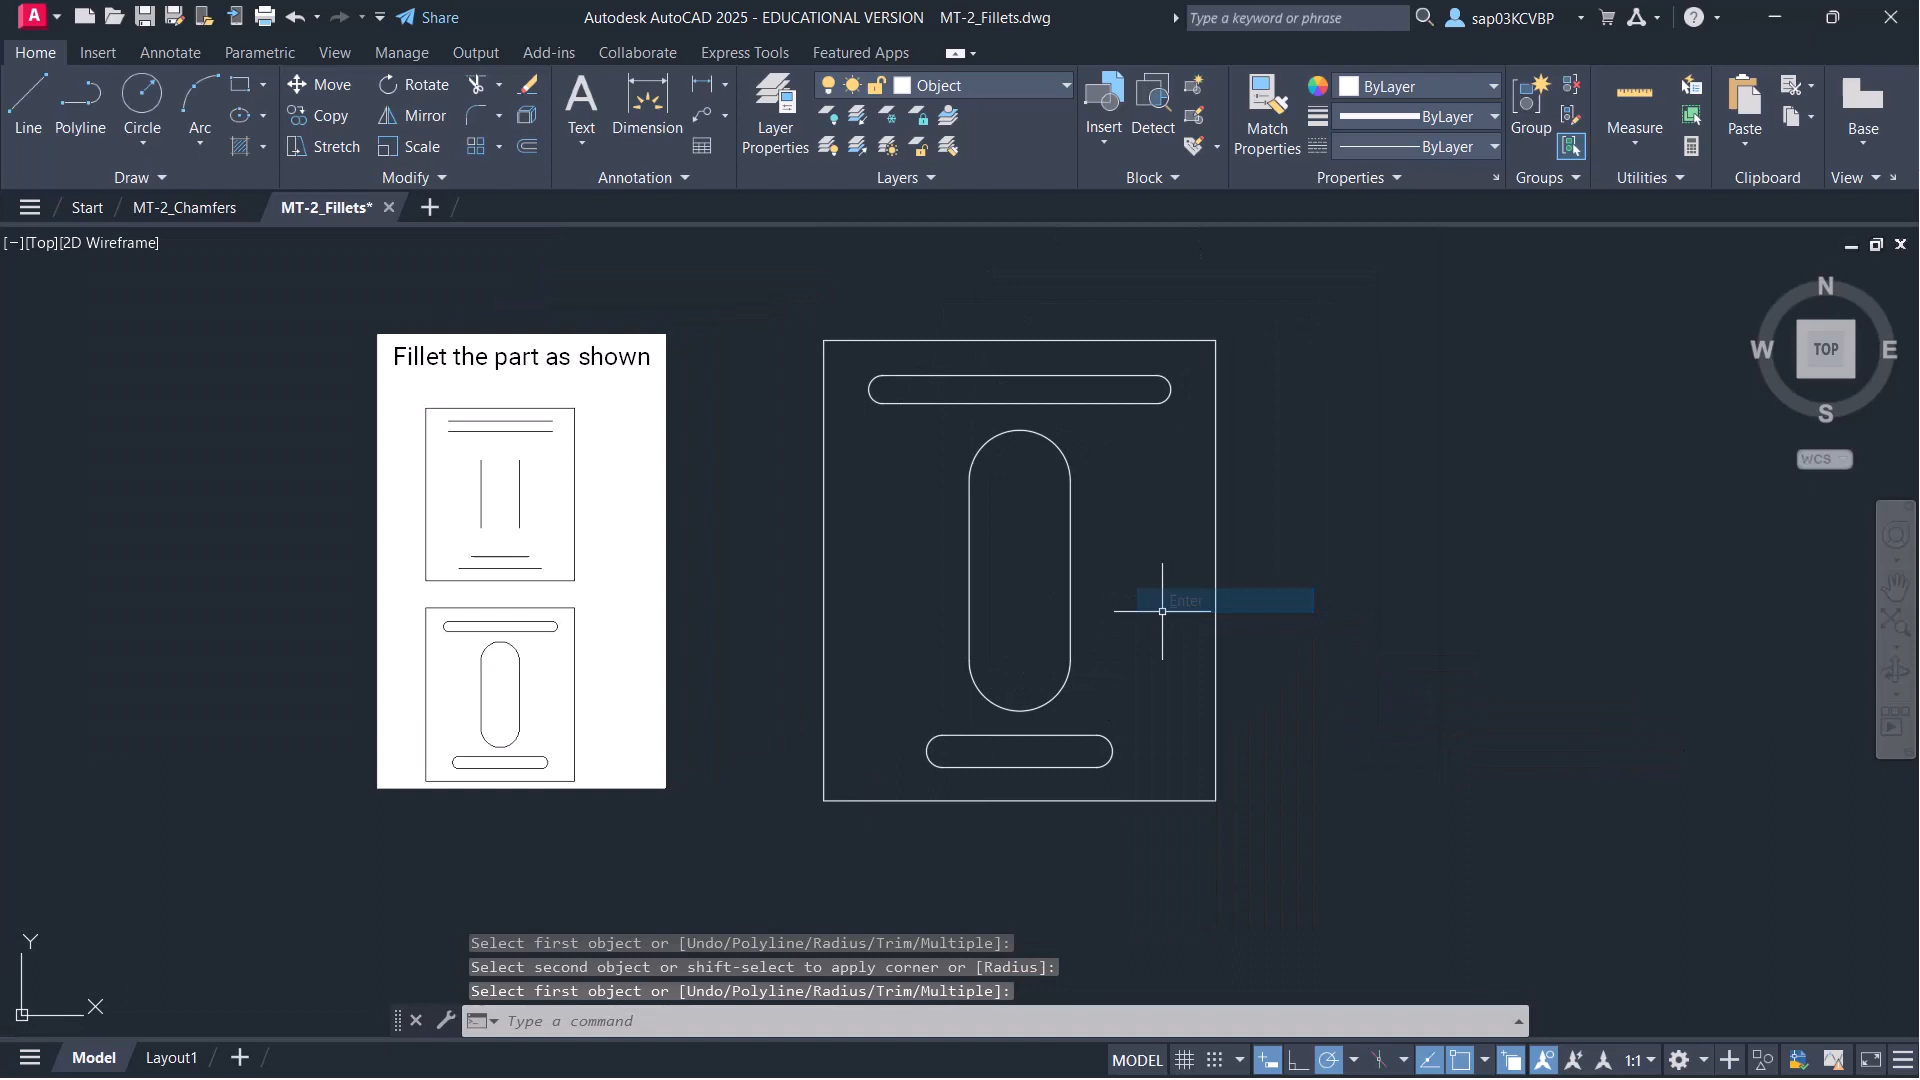 A Share Autodesk AutoCAD 2025 - EDUCATIONAL VERSION MT-2_Fillets.dwg Type a keyword or phrase sap03KCVBP ?
Home Insert Annotate Parametric View Manage Output Add-ins Collaborate Express Tools Featured Apps
Line Polyline Circle Arc
Move Rotate
Copy Mirror
Stretch Scale
A Text Dimension
Layer Properties
Object
Insert Detect
Match Properties
ByLayer
ByLayer
ByLayer
Group Measure Paste Base
Draw Modify Annotation Layers Block Properties Groups Utilities Clipboard View
Start MT-2_Chamfers MT-2_Fillets*
[−][Top][2D Wireframe]
N
W TOP E
S
WCS
Fillet the part as shown
Enter
Y
X
Select first object or [Undo/Polyline/Radius/Trim/Multiple]:
Select second object or shift-select to apply corner or [Radius]:
Select first object or [Undo/Polyline/Radius/Trim/Multiple]:
Type a command
Model Layout1 MODEL 1:1